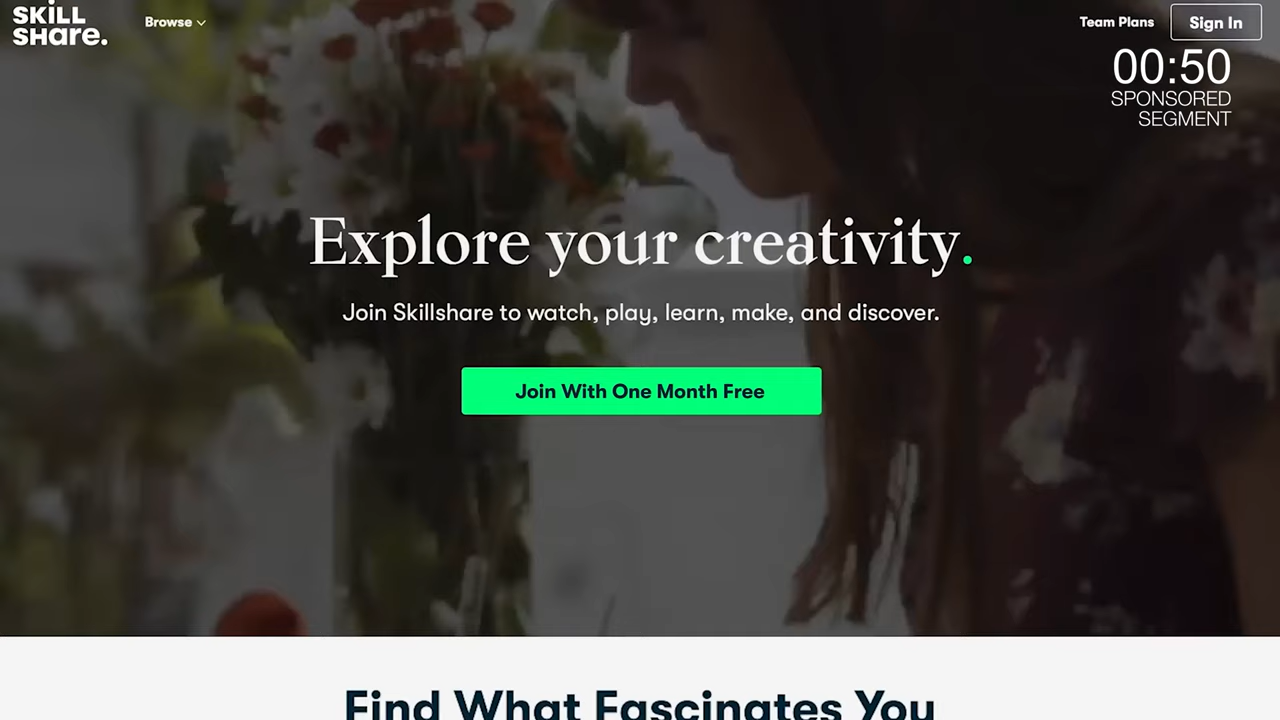 SKiLL
SHare.
Browse
Team Plans
Sign In
00:50
SPONSORED
SEGMENT
Explore your creativity.
Join Skillshare to watch, play, learn, make, and discover.
Join With One Month Free
Find What Fascinates You